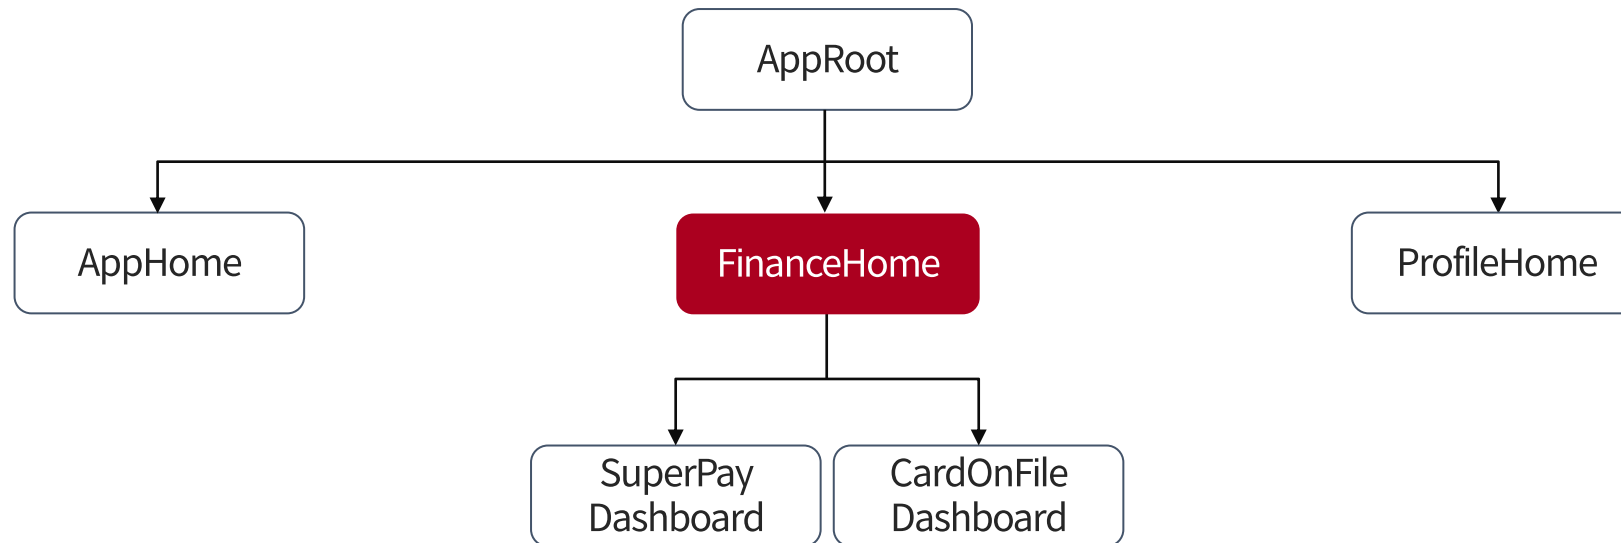 AppRoot
AppHome
FinanceHome
ProfileHome
SuperPay
Dashboard
CardOnFile
Dashboard